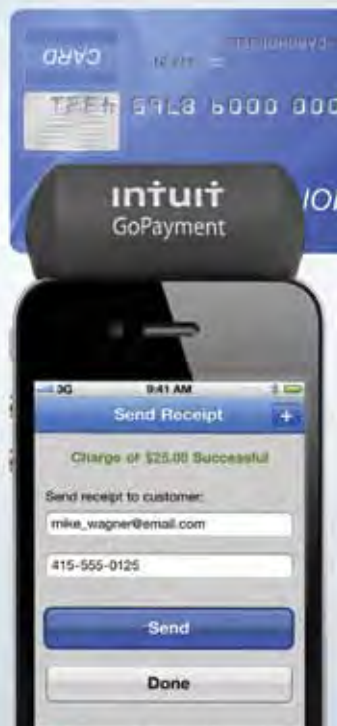 CARD
intuit
GoPayment
3G 9:41 AM
Send Receipt +
Charge of $25.00 Successful
Send receipt to customer:
mike_wagner@email.com
415-555-0125
Send
Done